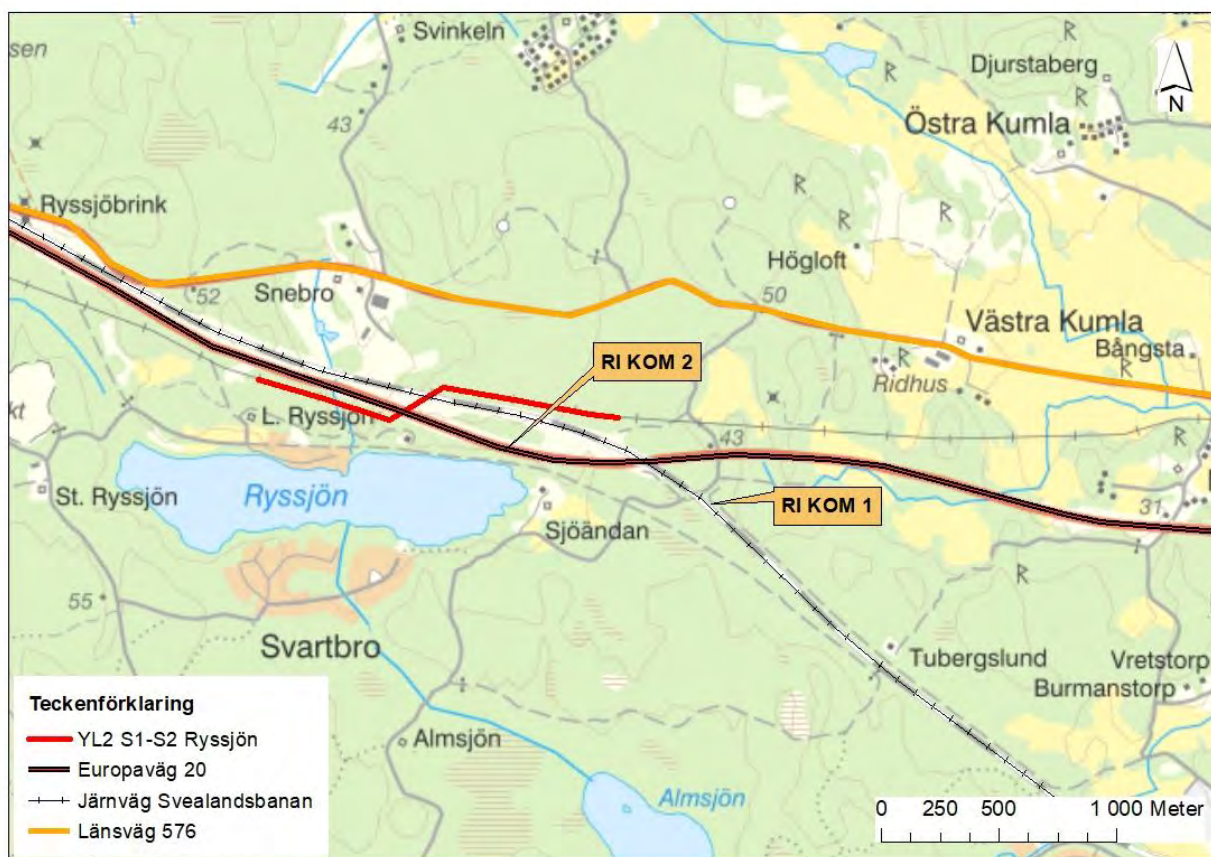 sen
Svinkeln
Djurstaberg
N
43
Östra Kumla
Ryssjöbrink
Högloft
52
Snebro
50
Västra Kumla
Bångsta
RI KOM 2
Ridhus
L. Ryssjön
43
kt
St. Ryssjön
Ryssjön
RI KOM 1
31
Sjöändan
55
Svartbro
Tubergslund
Vretstorp
Burmanstorp
Almsjön
Almsjön
Teckenförklaring
YL2 S1-S2 Ryssjön
Europaväg 20
Järnväg Svealandsbanan
Länsväg 576
0 250 500 1 000 Meter